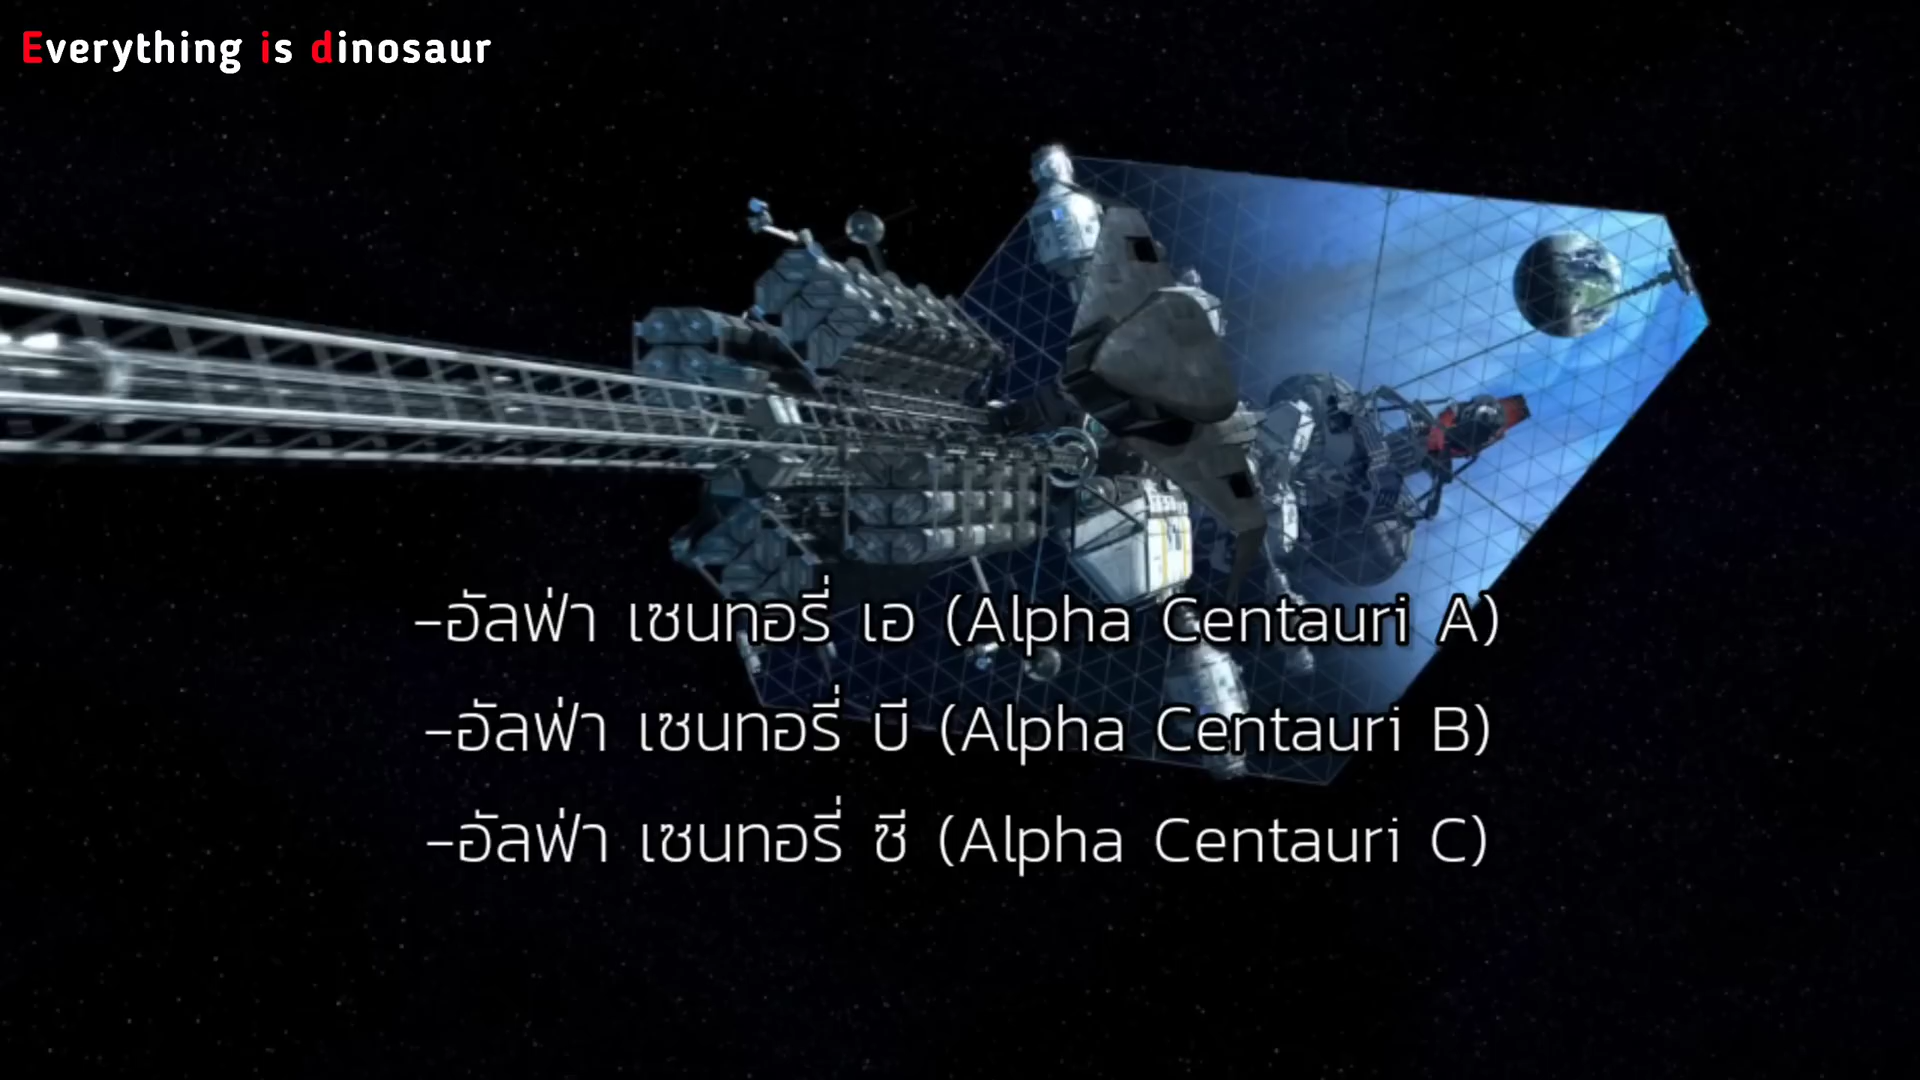 Everything is dinosaur
-อัลฟ่า เซนทอรี่ เอ (Alpha Centauri A)
-อัลฟ่า เซนทอรี่ บี (Alpha Centauri B)
-อัลฟ่า เซนทอรี่ ซี (Alpha Centauri C)